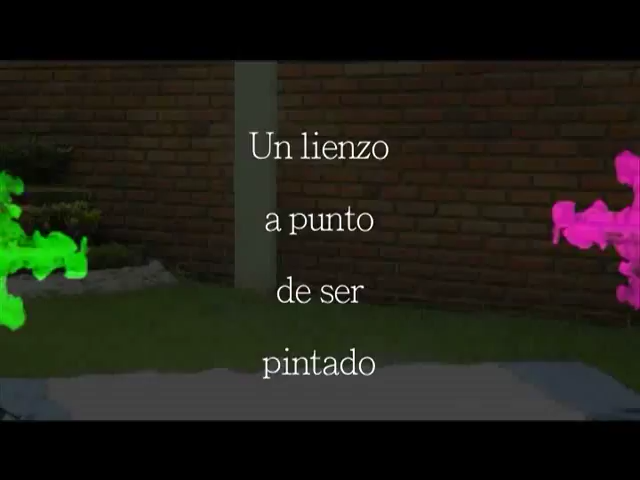 Un lienzo
a punto
de ser
pintado